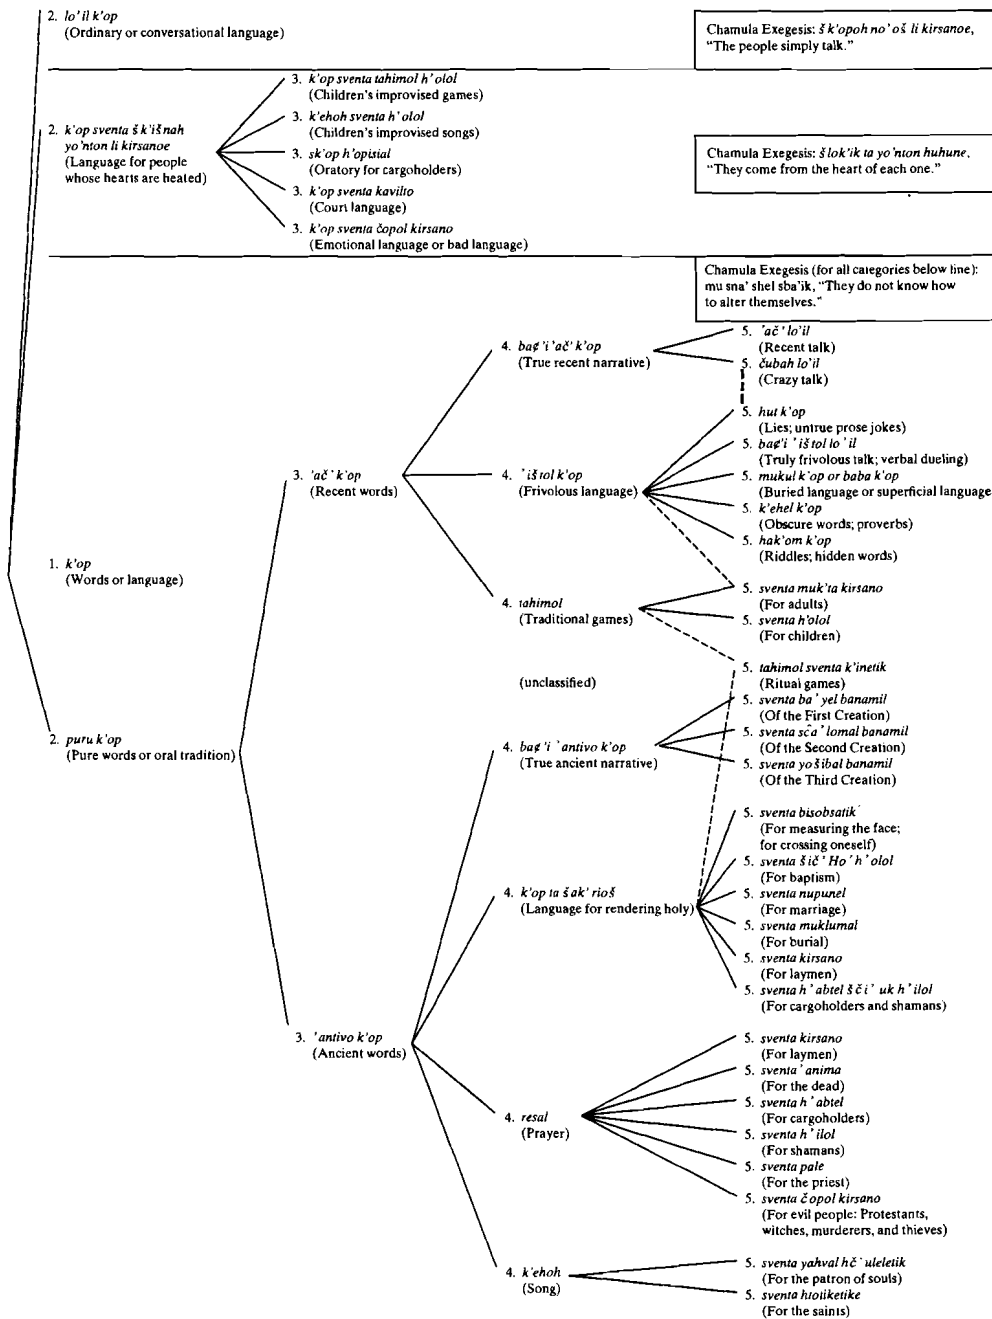 2. lo'il k'op
(Ordinary or conversational language)
Chamula Exegesis: š k'opoh no'oš li kirsanoe,
"The people simply talk."
2. k'op sventa š k'išnah
yo'nton li kirsanoe
(Language for people
whose hearts are heated)
3. k'op sventa tahimol h'olol
(Children's improvised games)
3. k'ehoh sventa h'olol
(Children's improvised songs)
3. sk'op h'opisial
(Oratory for cargoholders)
3. k'op sventa kavilto
(Court language)
3. k'op sventa čopol kirsano
(Emotional language or bad language)
Chamula Exegesis: šlok'ik ta yo'nton huhune,
"They come from the heart of each one."
Chamula Exegesis (for all categories below line):
mu sna' shel sba'ik, "They do not know how
to alter themselves."
1. k'op
(Words or language)
2. puru k'op
(Pure words or oral tradition)
3. 'ač' k'op
(Recent words)
4. baȼ'i 'ač' k'op
(True recent narrative)
5. 'ač' lo'il
(Recent talk)
5. čubah lo'il
(Crazy talk)
4. 'ištol k'op
(Frivolous language)
5. hut k'op
(Lies; untrue prose jokes)
5. baȼ'i 'ištol lo'il
(Truly frivolous talk; verbal dueling)
5. mukul k'op or baba k'op
(Buried language or superficial language
5. k'ehel k'op
(Obscure words; proverbs)
5. hak'om k'op
(Riddles; hidden words)
4. tahimol
(Traditional games)
5. sventa muk'ta kirsano
(For adults)
5. sventa h'olol
(For children)
(unclassified)
5. tahimol sventa k'inetik
(Ritual games)
3. 'antivo k'op
(Ancient words)
4. baȼ'i 'antivo k'op
(True ancient narrative)
5. sventa ba'yel banamil
(Of the First Creation)
5. sventa sča'lomal banamil
(Of the Second Creation)
5. sventa yošibal banamil
(Of the Third Creation)
4. k'op ta šak'rioš
(Language for rendering holy)
5. sventa bisobsatik
(For measuring the face;
for crossing oneself)
5. sventa šič' Ho'h'olol
(For baptism)
5. sventa nupunel
(For marriage)
5. sventa muklumal
(For burial)
5. sventa kirsano
(For laymen)
5. sventa h'abtel šči'uk h'ilol
(For cargoholders and shamans)
4. resal
(Prayer)
5. sventa kirsano
(For laymen)
5. sventa 'anima
(For the dead)
5. sventa h'abtel
(For cargoholders)
5. sventa h'ilol
(For shamans)
5. sventa pale
(For the priest)
5. sventa čopol kirsano
(For evil people: Protestants,
witches, murderers, and thieves)
4. k'ehoh
(Song)
5. sventa yahval hč'uleletik
(For the patron of souls)
5. sventa htotiketike
(For the saints)